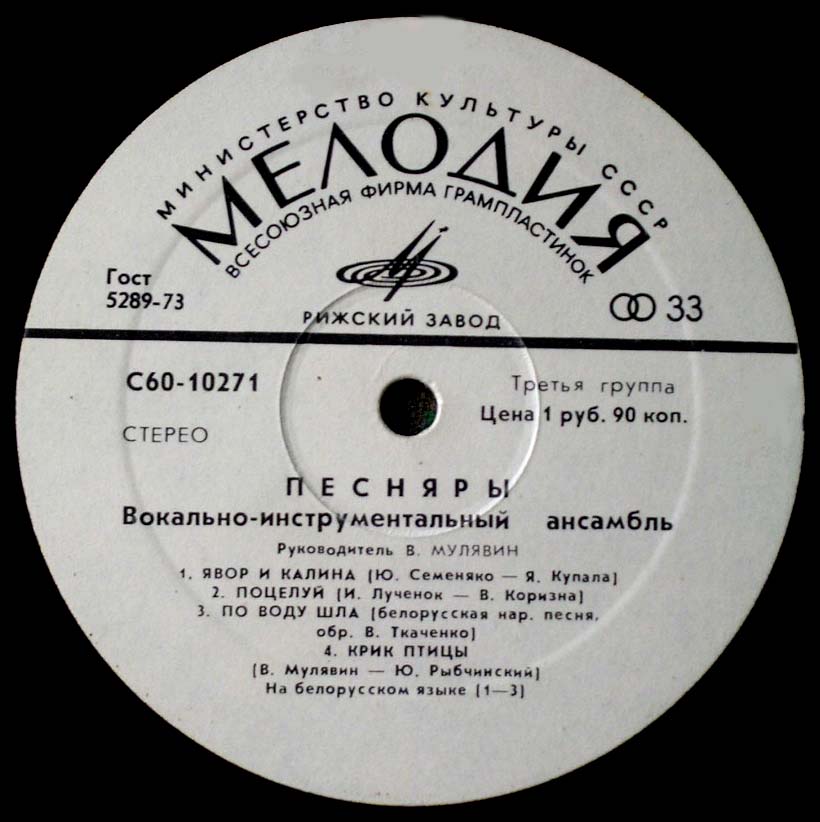 МИНИСТЕРСТВО КУЛЬТУРЫ СССР
МЕЛОДИЯ
ВСЕСОЮЗНАЯ ФИРМА ГРАМПЛАСТИНОК
Гост
5289-73
РИЖСКИЙ ЗАВОД
33
С60-10271
Третья группа
Цена 1 руб. 90 коп.
СТЕРЕО
ПЕСНЯРЫ
Вокально-инструментальный ансамбль
Руководитель В. МУЛЯВИН
1. ЯВОР И КАЛИНА (Ю. Семеняко — Я. Купала)
2. ПОЦЕЛУЙ (И. Лученок — В. Коризна)
3. ПО ВОДУ ШЛА (белорусская нар. песня,
обр. В. Ткаченко)
4. КРИК ПТИЦЫ
(В. Мулявин — Ю. Рыбчинский)
На белорусском языке (1—3)